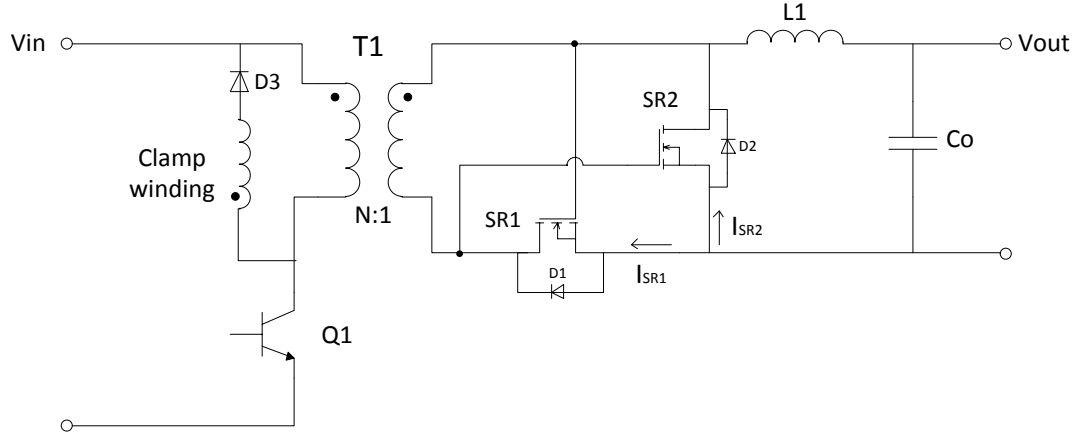 Vin
T1
L1
Vout
D3
SR2
D2
Co
Clamp
winding
N:1
SR1
ISR2
D1
ISR1
Q1